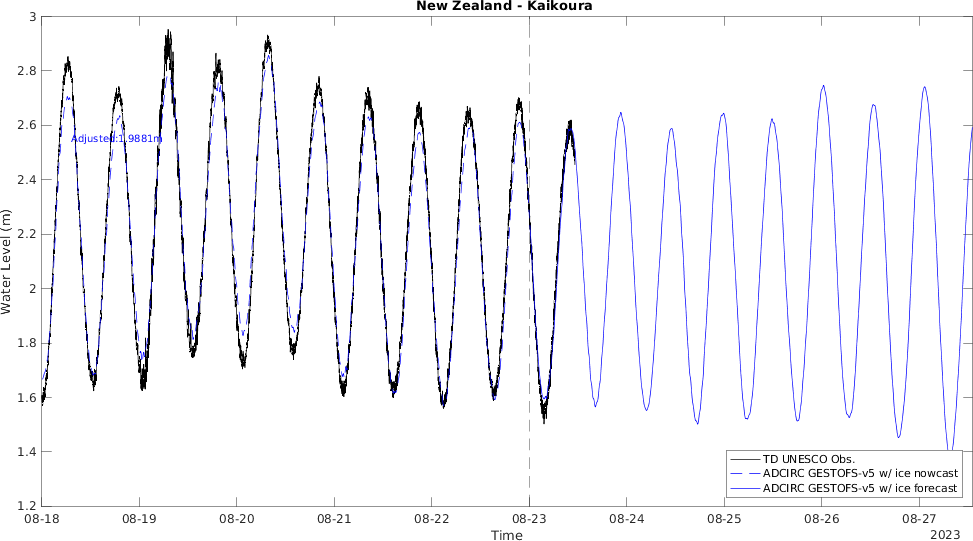 New Zealand - Kaikoura
3
2.8
2.6
2.4
2.2
2
1.8
1.6
1.4
1.2
Water Level (m)
Adjusted:1.9881m
TD UNESCO Obs.
ADCIRC GESTOFS-v5 w/ ice nowcast
ADCIRC GESTOFS-v5 w/ ice forecast
08-18 08-19 08-20 08-21 08-22 08-23 08-24 08-25 08-26 08-27
Time
2023